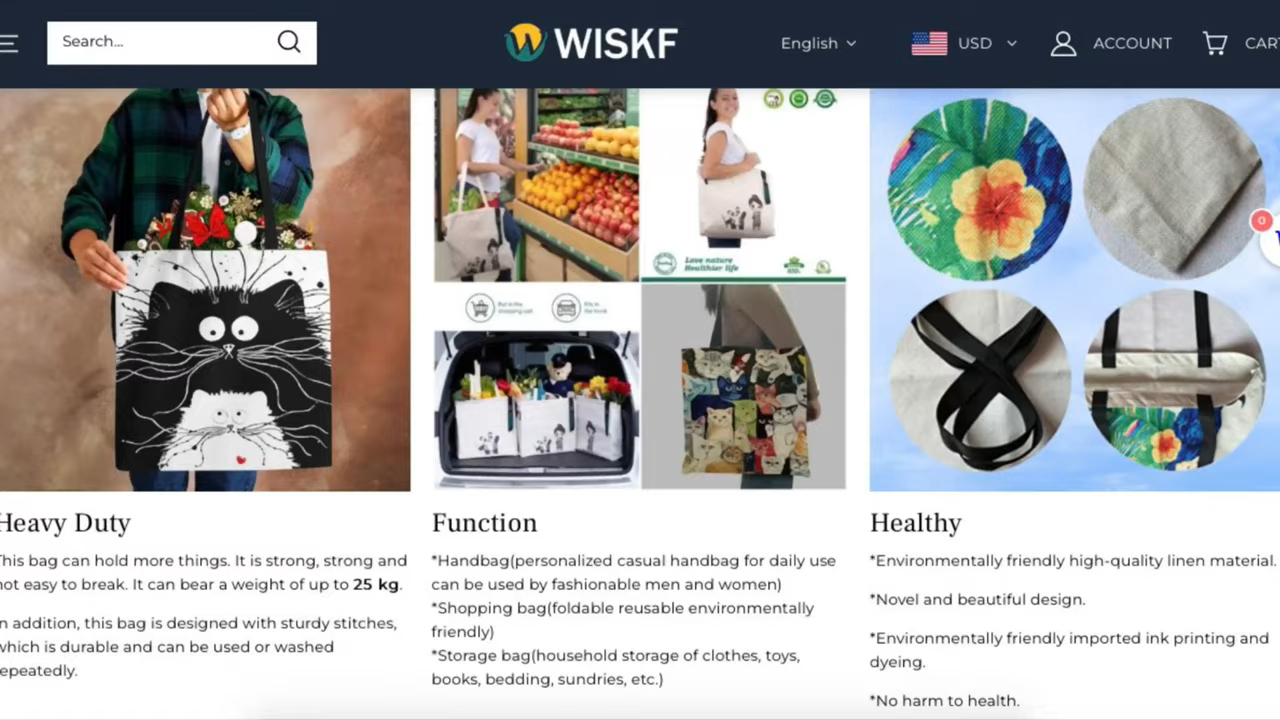 Search...
WISKF
English
USD
ACCOUNT
0
Love nature
Healthier life
Heavy Duty
This bag can hold more things. It is strong, strong and
not easy to break. It can bear a weight of up to 25 kg.
In addition, this bag is designed with sturdy stitches,
which is durable and can be used or washed
repeatedly.
Function
*Handbag(personalized casual handbag for daily use
can be used by fashionable men and women)
*Shopping bag(foldable reusable environmentally
friendly)
*Storage bag(household storage of clothes, toys,
books, bedding, sundries, etc.)
Healthy
*Environmentally friendly high-quality linen material.
*Novel and beautiful design.
*Environmentally friendly imported ink printing and
dyeing.
*No harm to health.